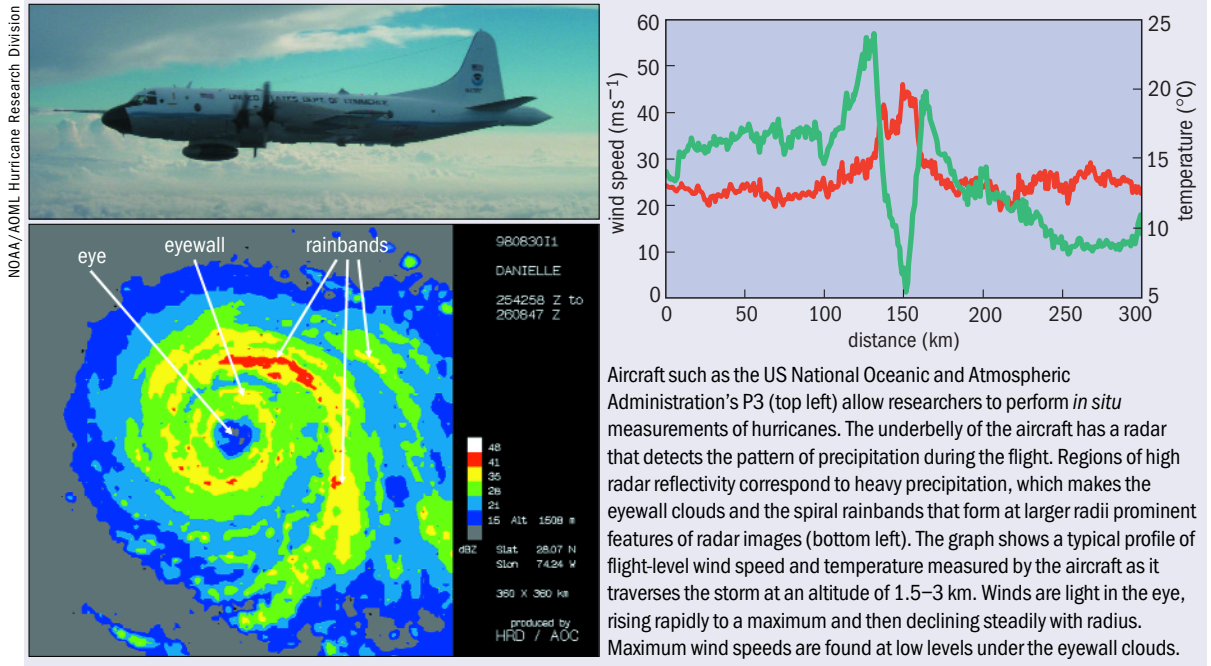 NOAA/AOML Hurricane Research Division
UNITED STATES DEPT. OF COMMERCE
eye
eyewall
rainbands
980830I1
DANIELLE
254258 Z to
260847 Z
48
41
35
28
21
15 Alt 1508 m
dBZ Slat 28.07 N
Slon 74.24 W
360 X 360 km
produced by
HRD / AOC
60
50
40
30
20
10
0
wind speed (ms⁻¹)
25
20
15
10
5
temperature (°C)
0 50 100 150 200 250 300
distance (km)
Aircraft such as the US National Oceanic and Atmospheric
Administration's P3 (top left) allow researchers to perform in situ
measurements of hurricanes. The underbelly of the aircraft has a radar
that detects the pattern of precipitation during the flight. Regions of high
radar reflectivity correspond to heavy precipitation, which makes the
eyewall clouds and the spiral rainbands that form at larger radii prominent
features of radar images (bottom left). The graph shows a typical profile of
flight-level wind speed and temperature measured by the aircraft as it
traverses the storm at an altitude of 1.5–3 km. Winds are light in the eye,
rising rapidly to a maximum and then declining steadily with radius.
Maximum wind speeds are found at low levels under the eyewall clouds.